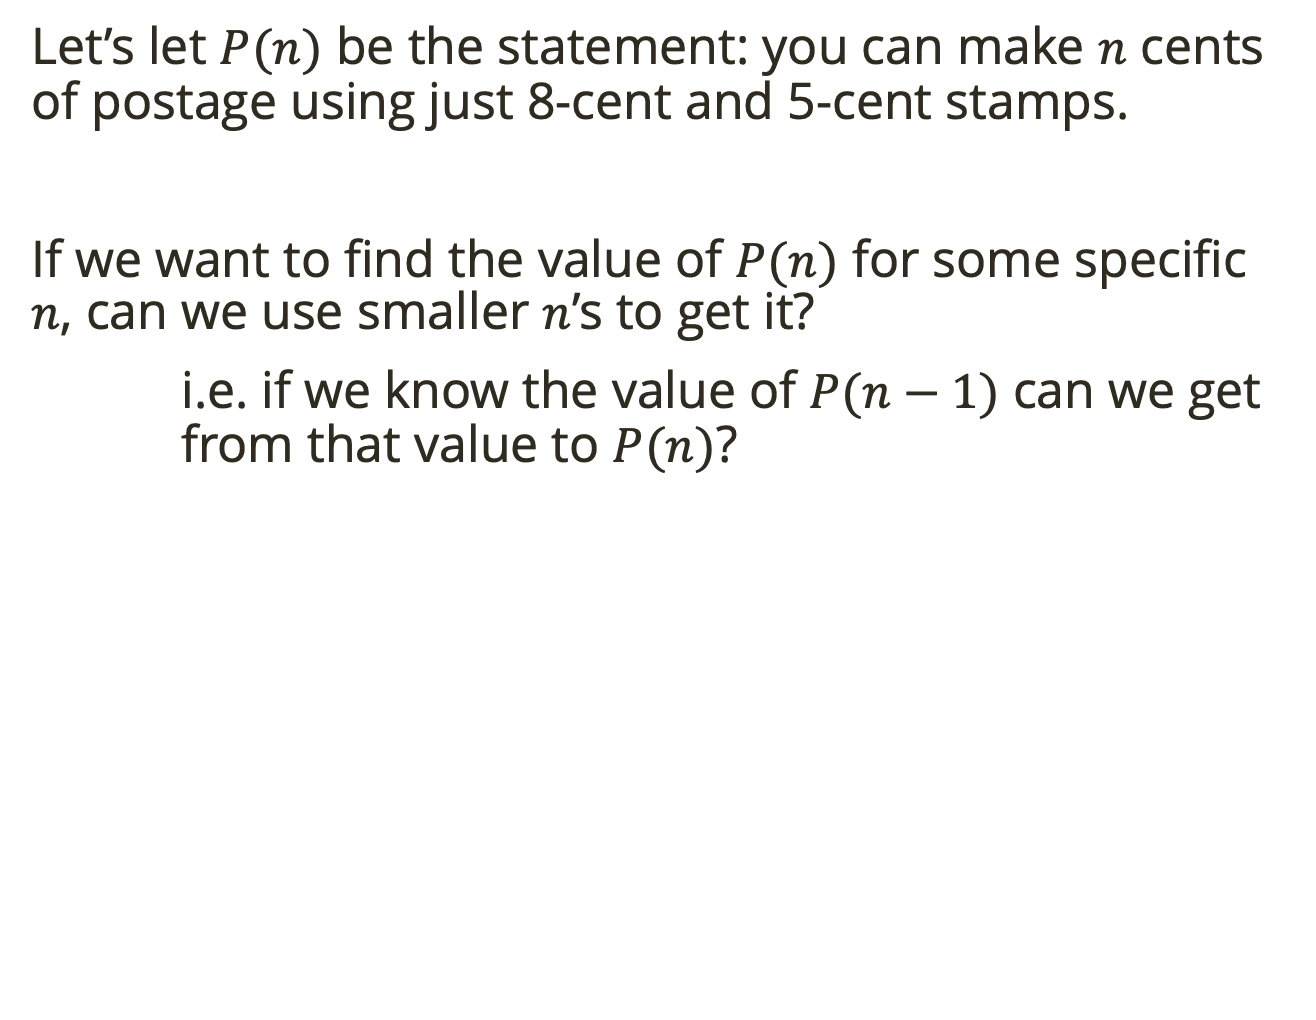 Let’s let P(n) be the statement: you can make n cents
of postage using just 8-cent and 5-cent stamps.
If we want to find the value of P(n) for some specific
n, can we use smaller n’s to get it?
i.e. if we know the value of P(n − 1) can we get
from that value to P(n)?